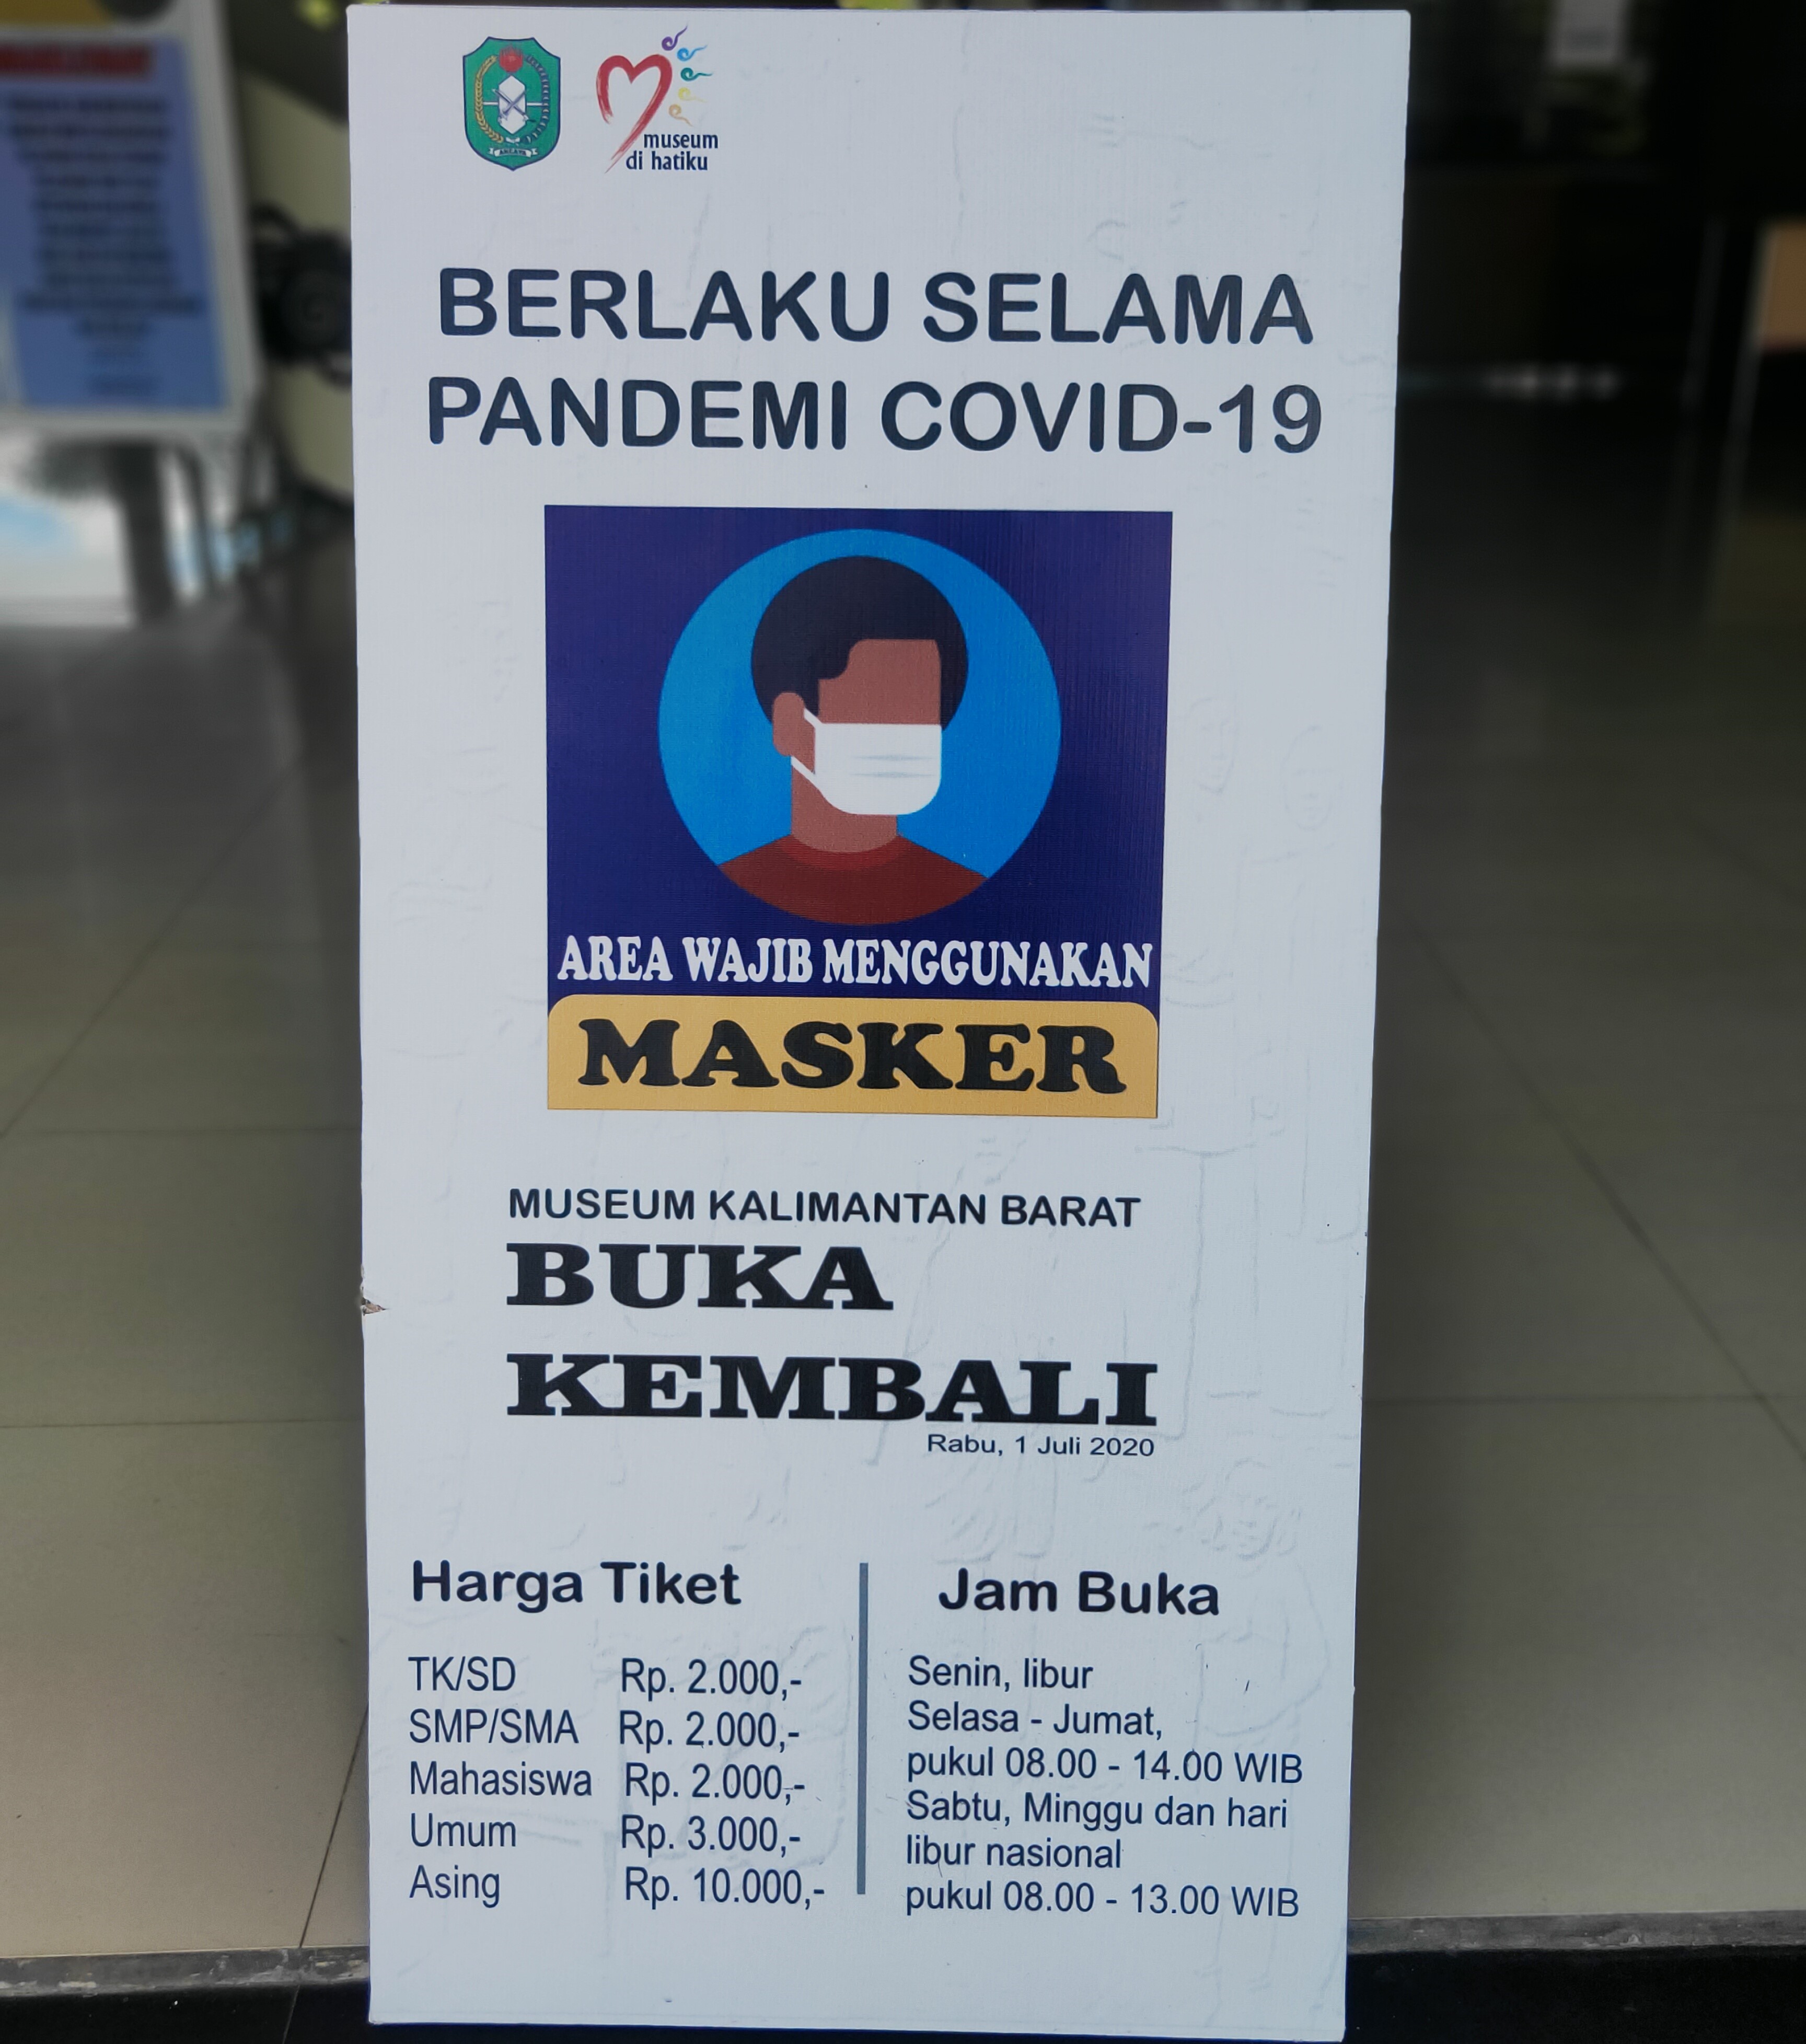 museum
di hatiku
BERLAKU SELAMA
PANDEMI COVID-19
AREA WAJIB MENGGUNAKAN
MASKER
MUSEUM KALIMANTAN BARAT
BUKA
KEMBALI
Rabu, 1 Juli 2020
Harga Tiket
TK/SD Rp. 2.000,-
SMP/SMA Rp. 2.000,-
Mahasiswa Rp. 2.000,-
Umum Rp. 3.000,-
Asing Rp. 10.000,-
Jam Buka
Senin, libur
Selasa - Jumat,
pukul 08.00 - 14.00 WIB
Sabtu, Minggu dan hari
libur nasional
pukul 08.00 - 13.00 WIB